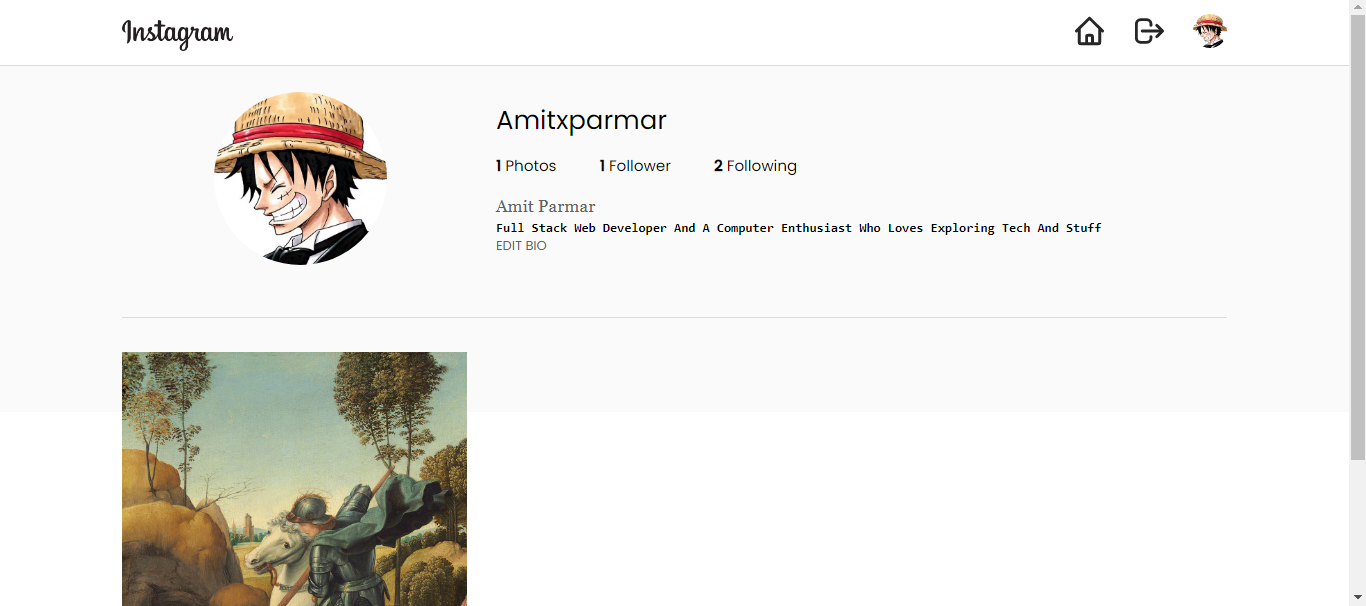 Instagram
Amitxparmar
1 Photos 1 Follower 2 Following
Amit Parmar
Full Stack Web Developer And A Computer Enthusiast Who Loves Exploring Tech And Stuff
EDIT BIO